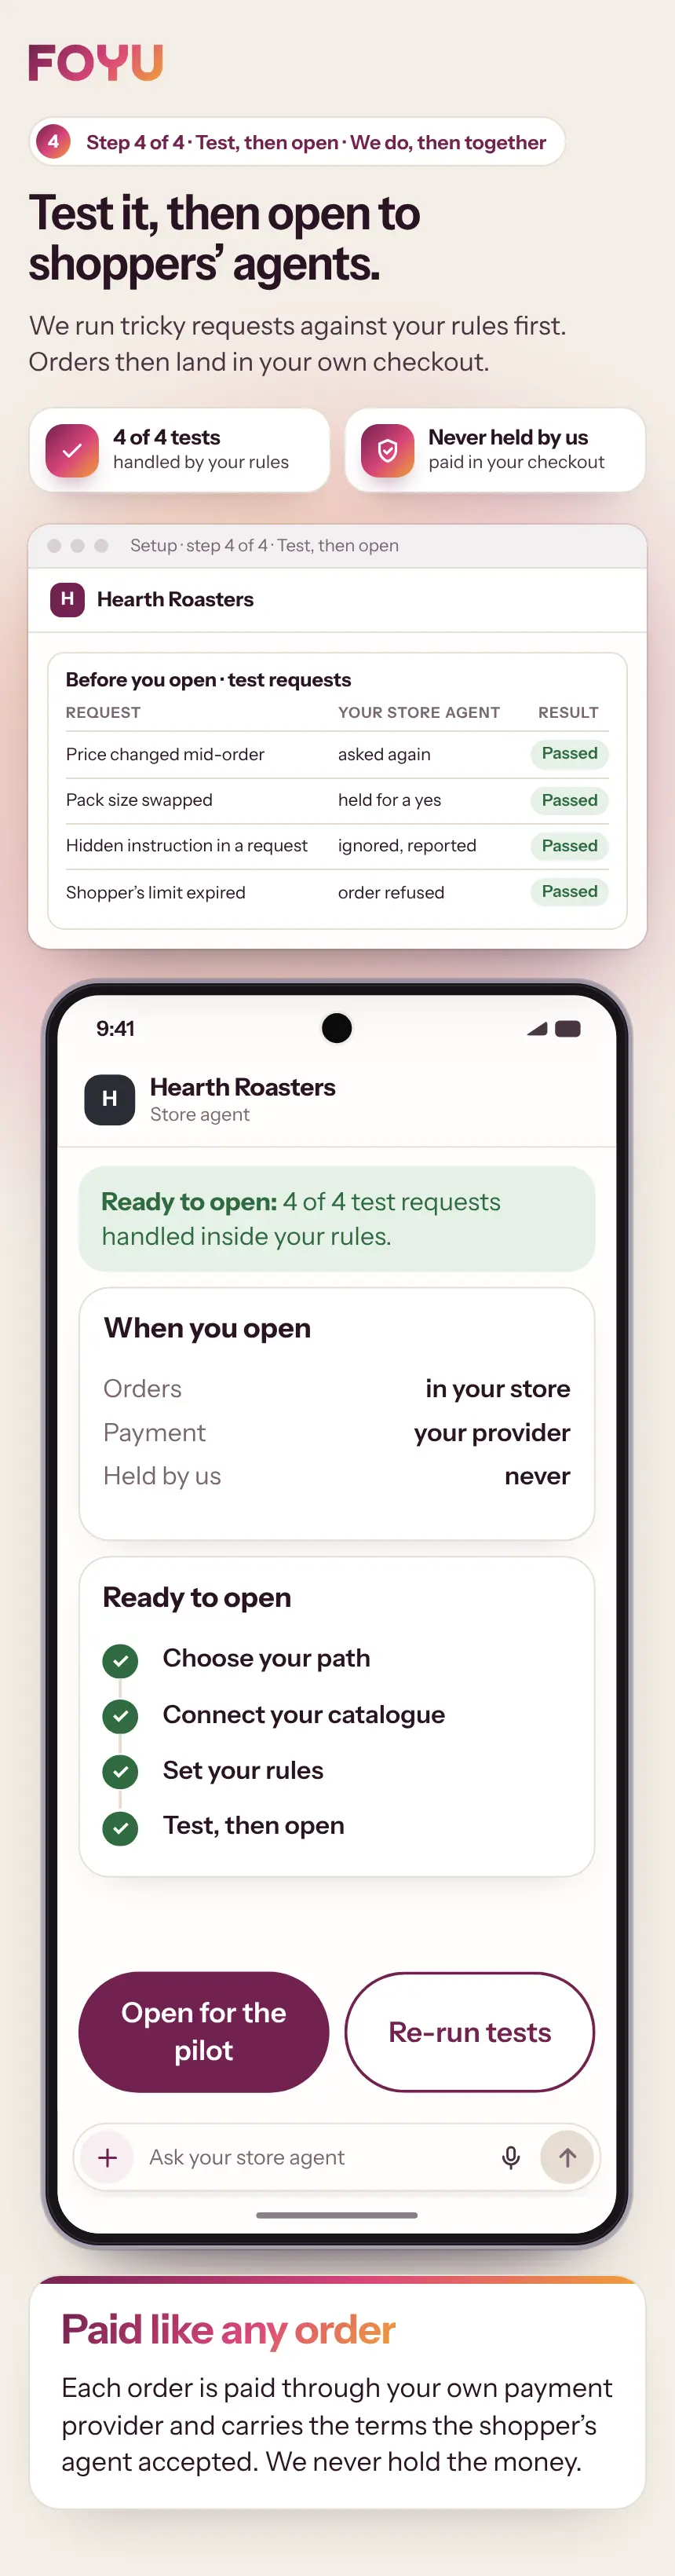 FOYU
4 Step 4 of 4 · Test, then open · We do, then together
Test it, then open to
shoppers’ agents.
We run tricky requests against your rules first.
Orders then land in your own checkout.
4 of 4 tests
handled by your rules
Never held by us
paid in your checkout
Setup · step 4 of 4 · Test, then open
H Hearth Roasters
Before you open · test requests
REQUEST YOUR STORE AGENT RESULT
Price changed mid-order asked again Passed
Pack size swapped held for a yes Passed
Hidden instruction in a request ignored, reported Passed
Shopper’s limit expired order refused Passed
9:41
H Hearth Roasters
Store agent
Ready to open: 4 of 4 test requests
handled inside your rules.
When you open
Orders in your store
Payment your provider
Held by us never
Ready to open
Choose your path
Connect your catalogue
Set your rules
Test, then open
Open for the
pilot
Re-run tests
Ask your store agent
Paid like any order
Each order is paid through your own payment
provider and carries the terms the shopper’s
agent accepted. We never hold the money.